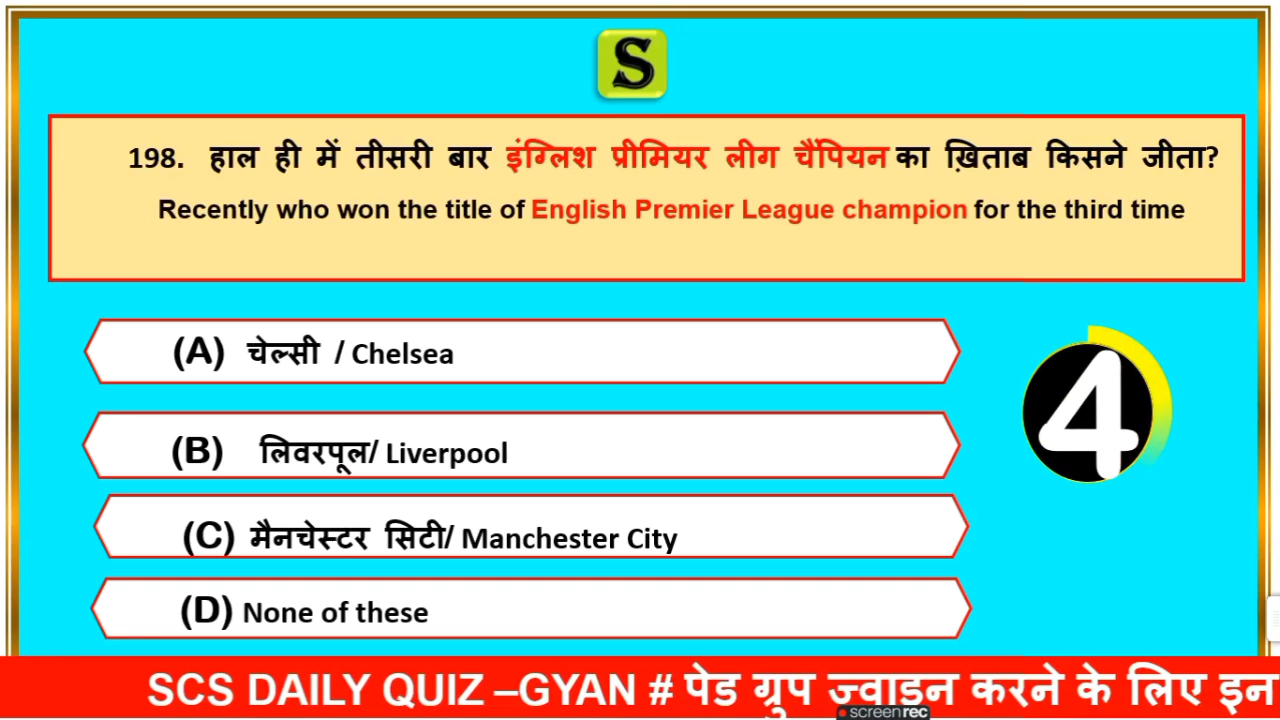 S
198. हाल ही में तीसरी बार इंग्लिश प्रीमियर लीग चैंपियन का ख़िताब किसने जीता?
Recently who won the title of English Premier League champion for the third time
(A) चेल्सी / Chelsea
4
(B) लिवरपूल/ Liverpool
(C) मैनचेस्टर सिटी/ Manchester City
(D) None of these
SCS DAILY QUIZ –GYAN # पेड ग्रुप ज्वाडन करने के लिए इन
screenrec